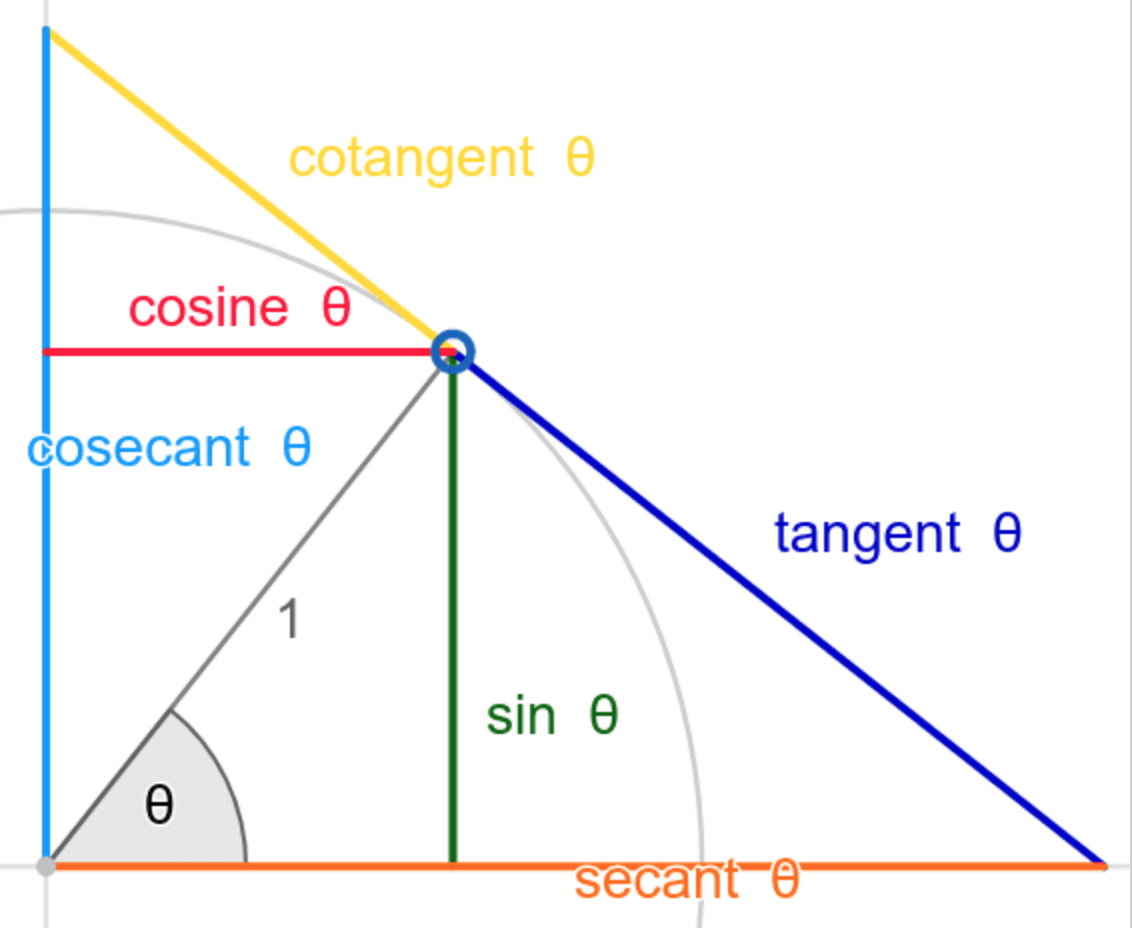 cotangent θ
cosine θ
cosecant θ
tangent θ
1
sin θ
θ
secant θ